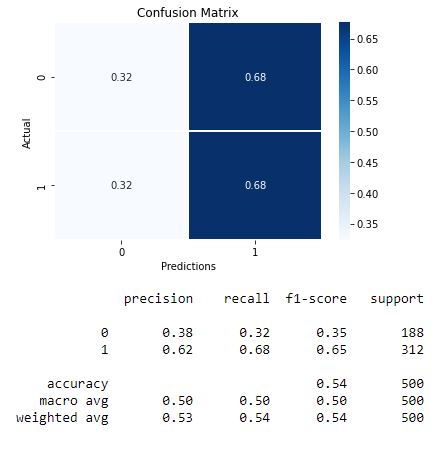 Confusion Matrix
0.65
0.60
0 0.32 0.68
0.55
Actual
0.50
0.45
1 0.32 0.68
0.40
0.35
0 1
Predictions
precision recall f1-score support
0 0.38 0.32 0.35 188
1 0.62 0.68 0.65 312
accuracy 0.54 500
macro avg 0.50 0.50 0.50 500
weighted avg 0.53 0.54 0.54 500